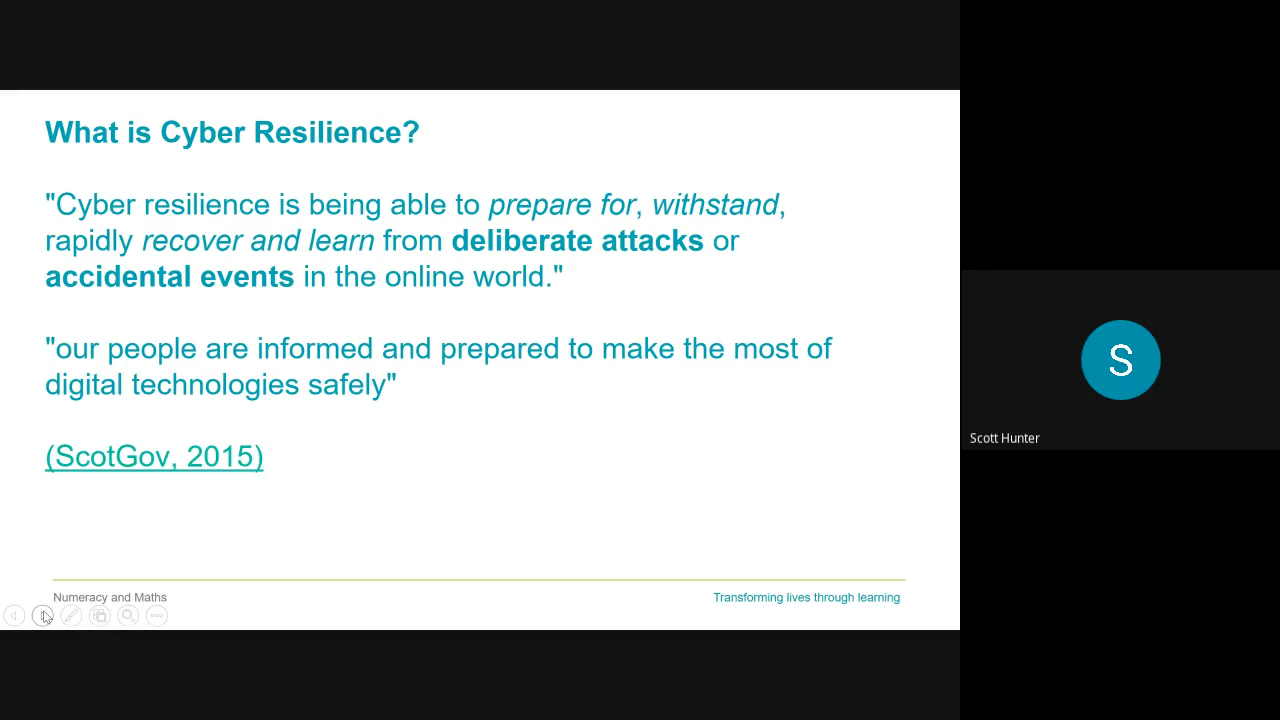 What is Cyber Resilience?
"Cyber resilience is being able to prepare for, withstand,
rapidly recover and learn from deliberate attacks or
accidental events in the online world."
"our people are informed and prepared to make the most of
digital technologies safely"
(ScotGov, 2015)
Numeracy and Maths
Transforming lives through learning
S
Scott Hunter